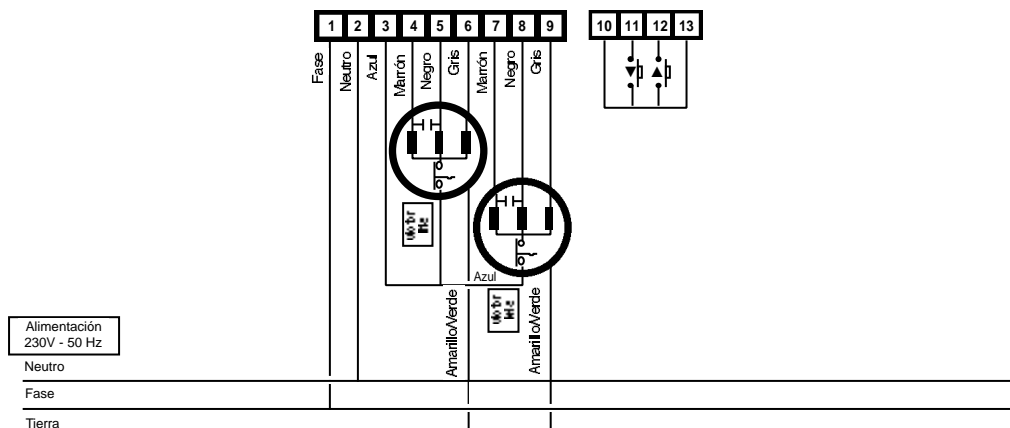 1 2 3 4 5 6 7 8 9
10 11 12 13
Fase
Neutro
Azul
Marrón
Negro
Gris
Marrón
Negro
Gris
Azul
Amarillo/Verde
Amarillo/Verde
Alimentación
230V - 50 Hz
Neutro
Fase
Tierra